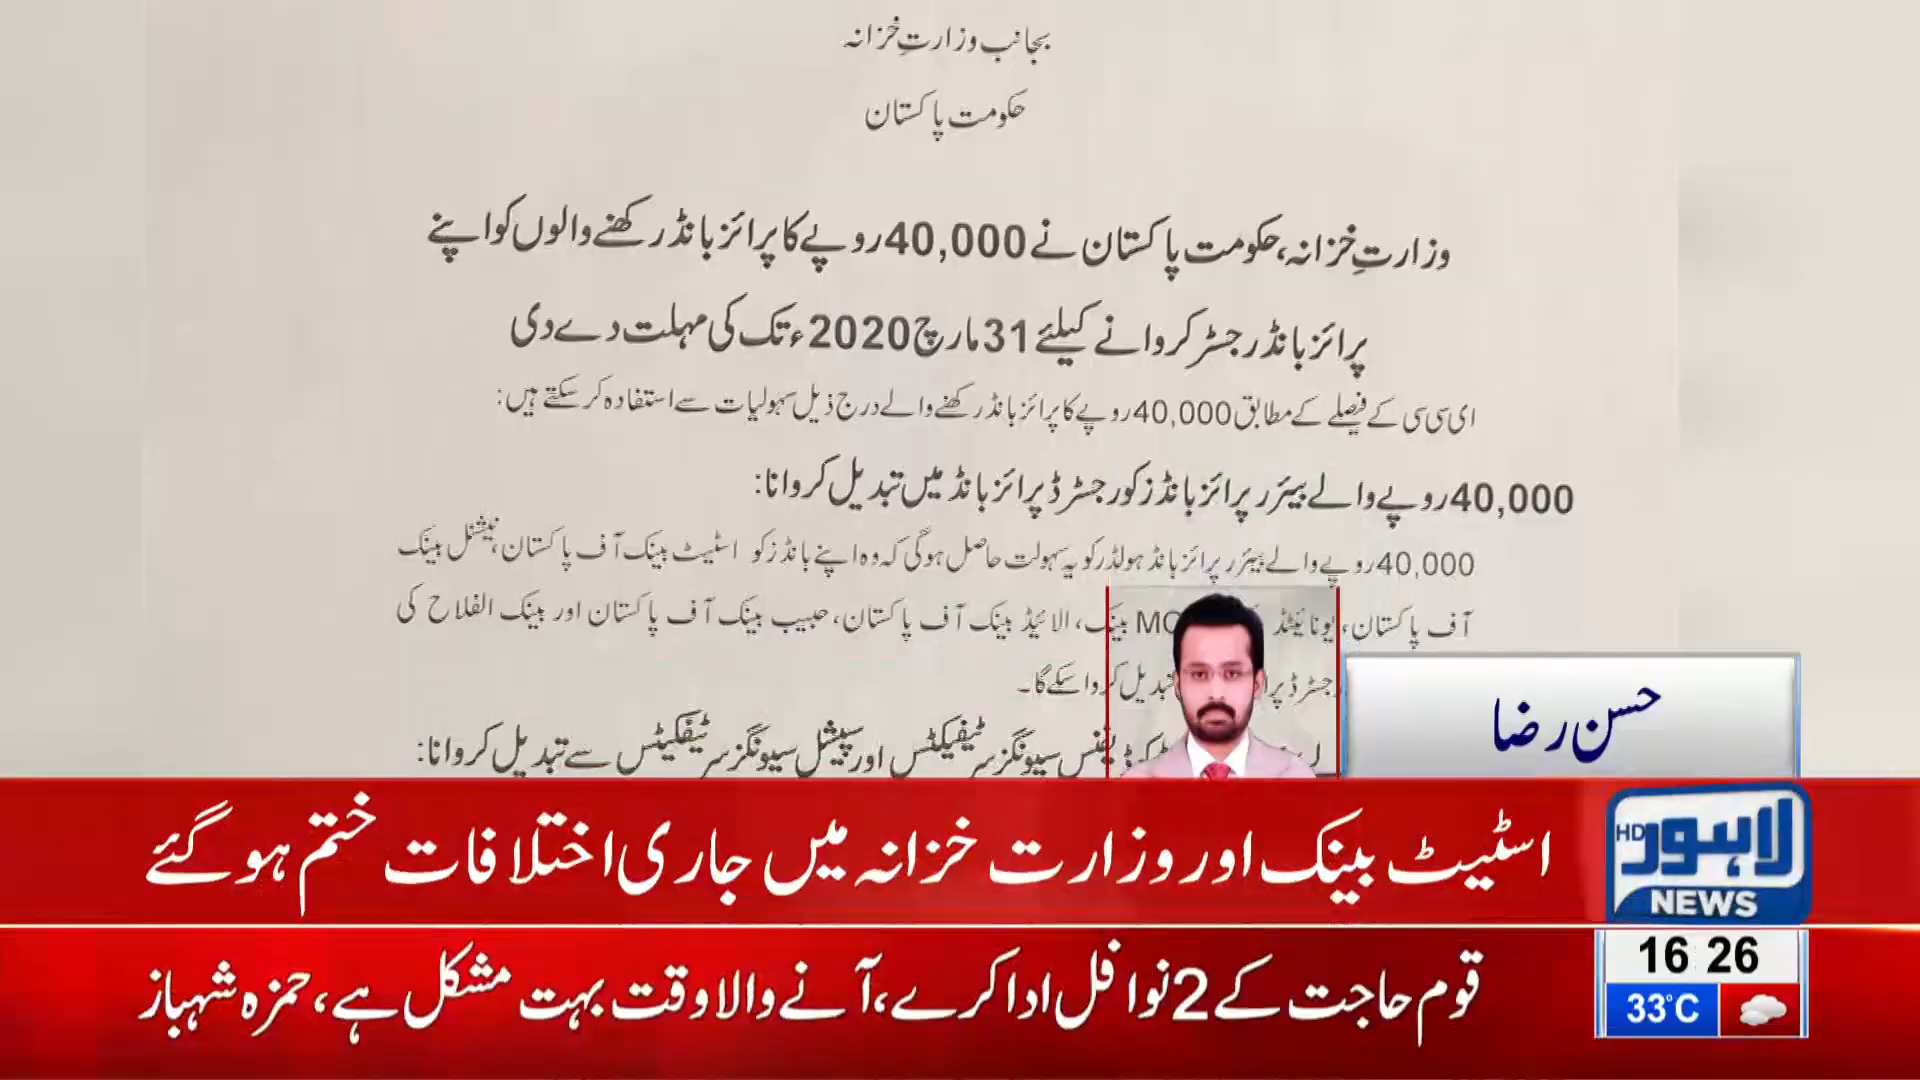 بجانب وزارتِ خزانہ
حکومت پاکستان
وزارتِ خزانہ، حکومت پاکستان نے 40,000 روپے کا پرائز بانڈ رکھنے والوں کو اپنے
پرائز بانڈ رجسٹر کروانے کیلئے 31 مارچ 2020ء تک کی مہلت دے دی
ای سی سی کے فیصلے کے مطابق 40,000 روپے کا پرائز بانڈ رکھنے والے درج ذیل سہولیات سے استفادہ کر سکتے ہیں:
40,000 روپے والے بیئرر پرائز بانڈز کو رجسٹرڈ پرائز بانڈ میں تبدیل کروانا:
40,000 روپے والے بیئرر پرائز بانڈ ہولڈر کو یہ سہولت حاصل ہوگی کہ وہ اپنے بانڈز کو اسٹیٹ بینک آف پاکستان، نیشنل بینک
آف پاکستان، یونائیٹڈ بینک، الائیڈ بینک آف پاکستان، حبیب بینک آف پاکستان اور بینک الفلاح کی
تبدیل کرواسکے گا۔
ڈیفنس سیونگز سرٹیفیکٹس اور سپیشل سیونگز سرٹیفکیٹس سے تبدیل کروانا:
حسن رضا
اسٹیٹ بینک اور وزارت خزانہ میں جاری اختلافات ختم ہوگئے
لاہور HD
NEWS
قوم حاجت کے 2 نوافل ادا کرے، آنے والا وقت بہت مشکل ہے، حمزہ شہباز
16 26
33°C